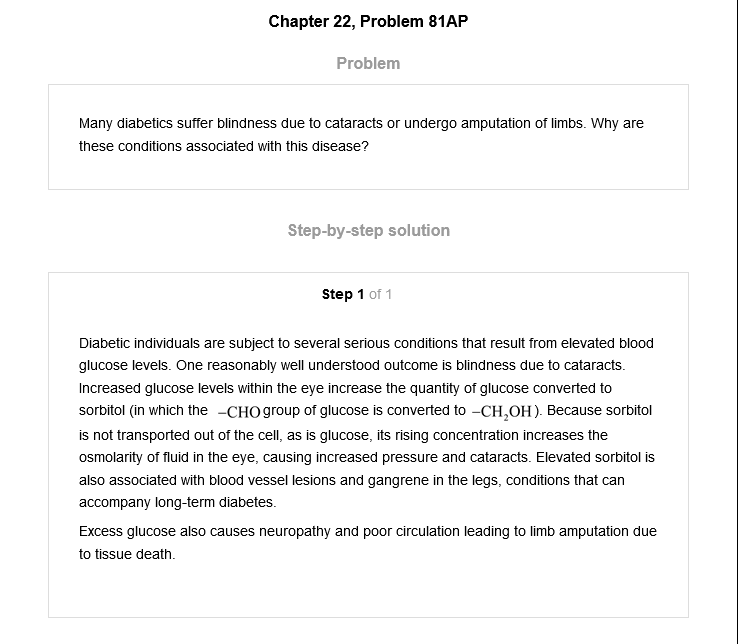 Chapter 22, Problem 81AP
Problem
Many diabetics suffer blindness due to cataracts or undergo amputation of limbs. Why are
these conditions associated with this disease?
Step-by-step solution
Step 1 of 1
Diabetic individuals are subject to several serious conditions that result from elevated blood
glucose levels. One reasonably well understood outcome is blindness due to cataracts.
Increased glucose levels within the eye increase the quantity of glucose converted to
sorbitol (in which the –CHO group of glucose is converted to –CH₂OH). Because sorbitol
is not transported out of the cell, as is glucose, its rising concentration increases the
osmolarity of fluid in the eye, causing increased pressure and cataracts. Elevated sorbitol is
also associated with blood vessel lesions and gangrene in the legs, conditions that can
accompany long-term diabetes.
Excess glucose also causes neuropathy and poor circulation leading to limb amputation due
to tissue death.